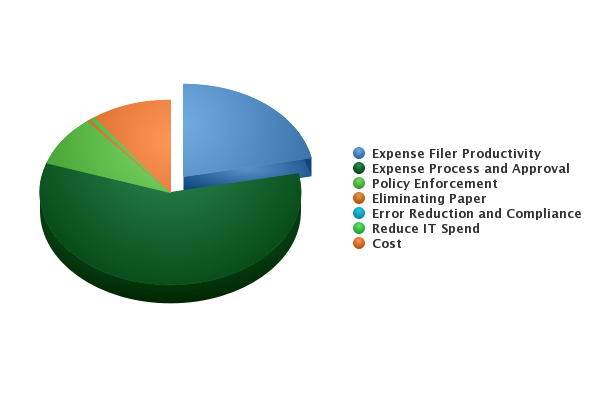 Expense Filer Productivity
Expense Process and Approval
Policy Enforcement
Eliminating Paper
Error Reduction and Compliance
Reduce IT Spend
Cost